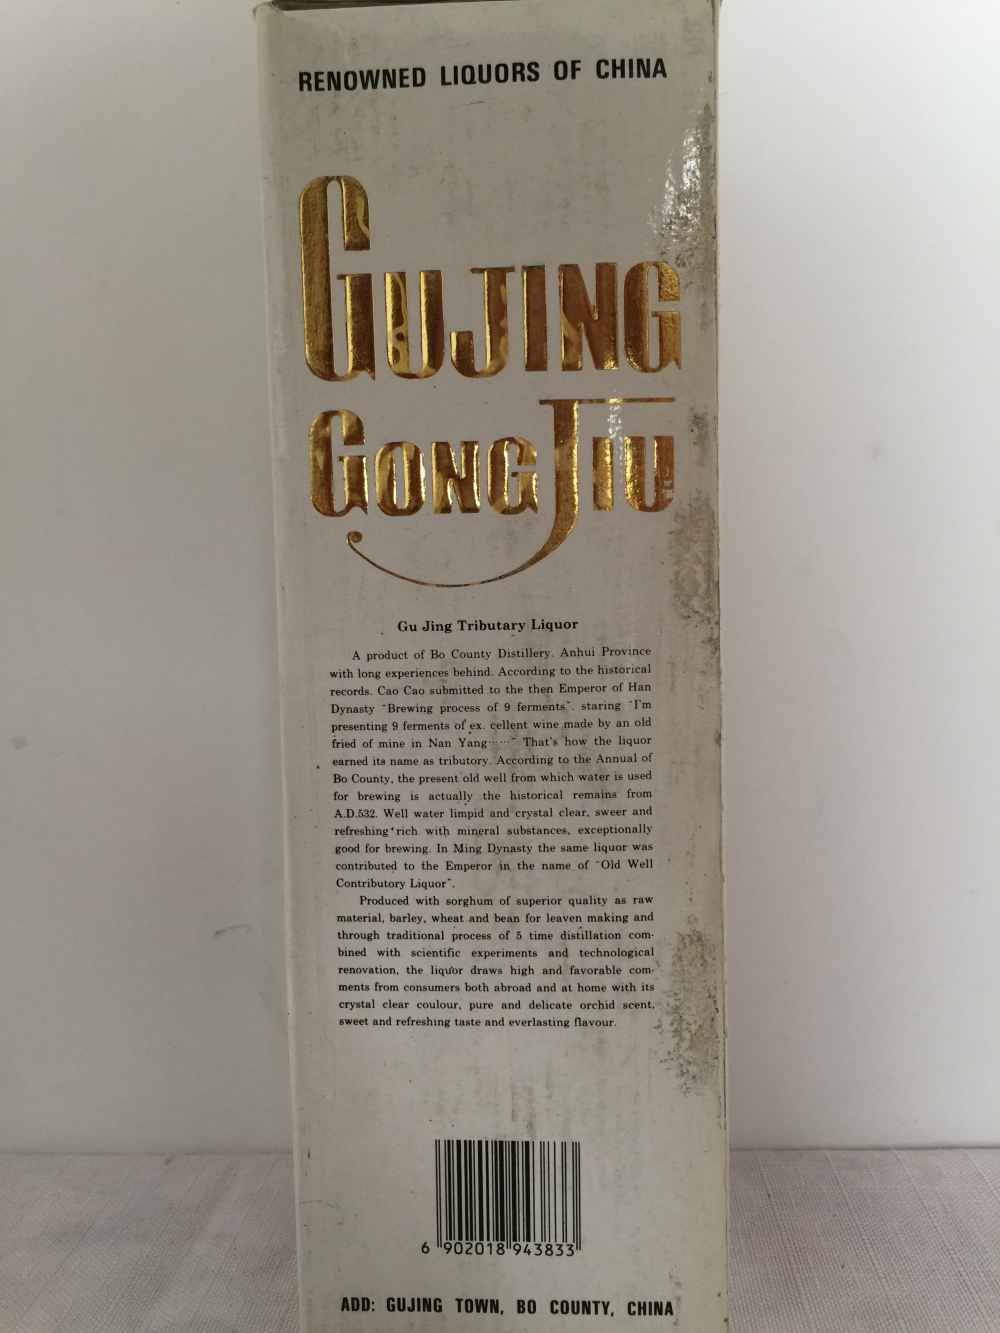 RENOWNED LIQUORS OF CHINA
GUJING
GONGJIU
Gu Jing Tributary Liquor
A product of Bo County Distillery. Anhui Province
with long experiences behind. According to the historical
records. Cao Cao submitted to the then Emperor of Han
Dynasty "Brewing process of 9 ferments". staring "I'm
presenting 9 ferments of ex. cellent wine made by an old
fried of mine in Nan Yang……" That's how the liquor
earned its name as tributory. According to the Annual of
Bo County, the present old well from which water is used
for brewing is actually the historical remains from
A.D.532. Well water limpid and crystal clear, sweer and
refreshing rich with mineral substances, exceptionally
good for brewing. In Ming Dynasty the same liquor was
contributed to the Emperor in the name of "Old Well
Contributory Liquor".
Produced with sorghum of superior quality as raw
material, barley, wheat and bean for leaven making and
through traditional process of 5 time distillation com-
bined with scientific experiments and technological
renovation, the liquor draws high and favorable com-
ments from consumers both abroad and at home with its
crystal clear coulour, pure and delicate orchid scent,
sweet and refreshing taste and everlasting flavour.
6 902018 943833
ADD: GUJING TOWN, BO COUNTY, CHINA